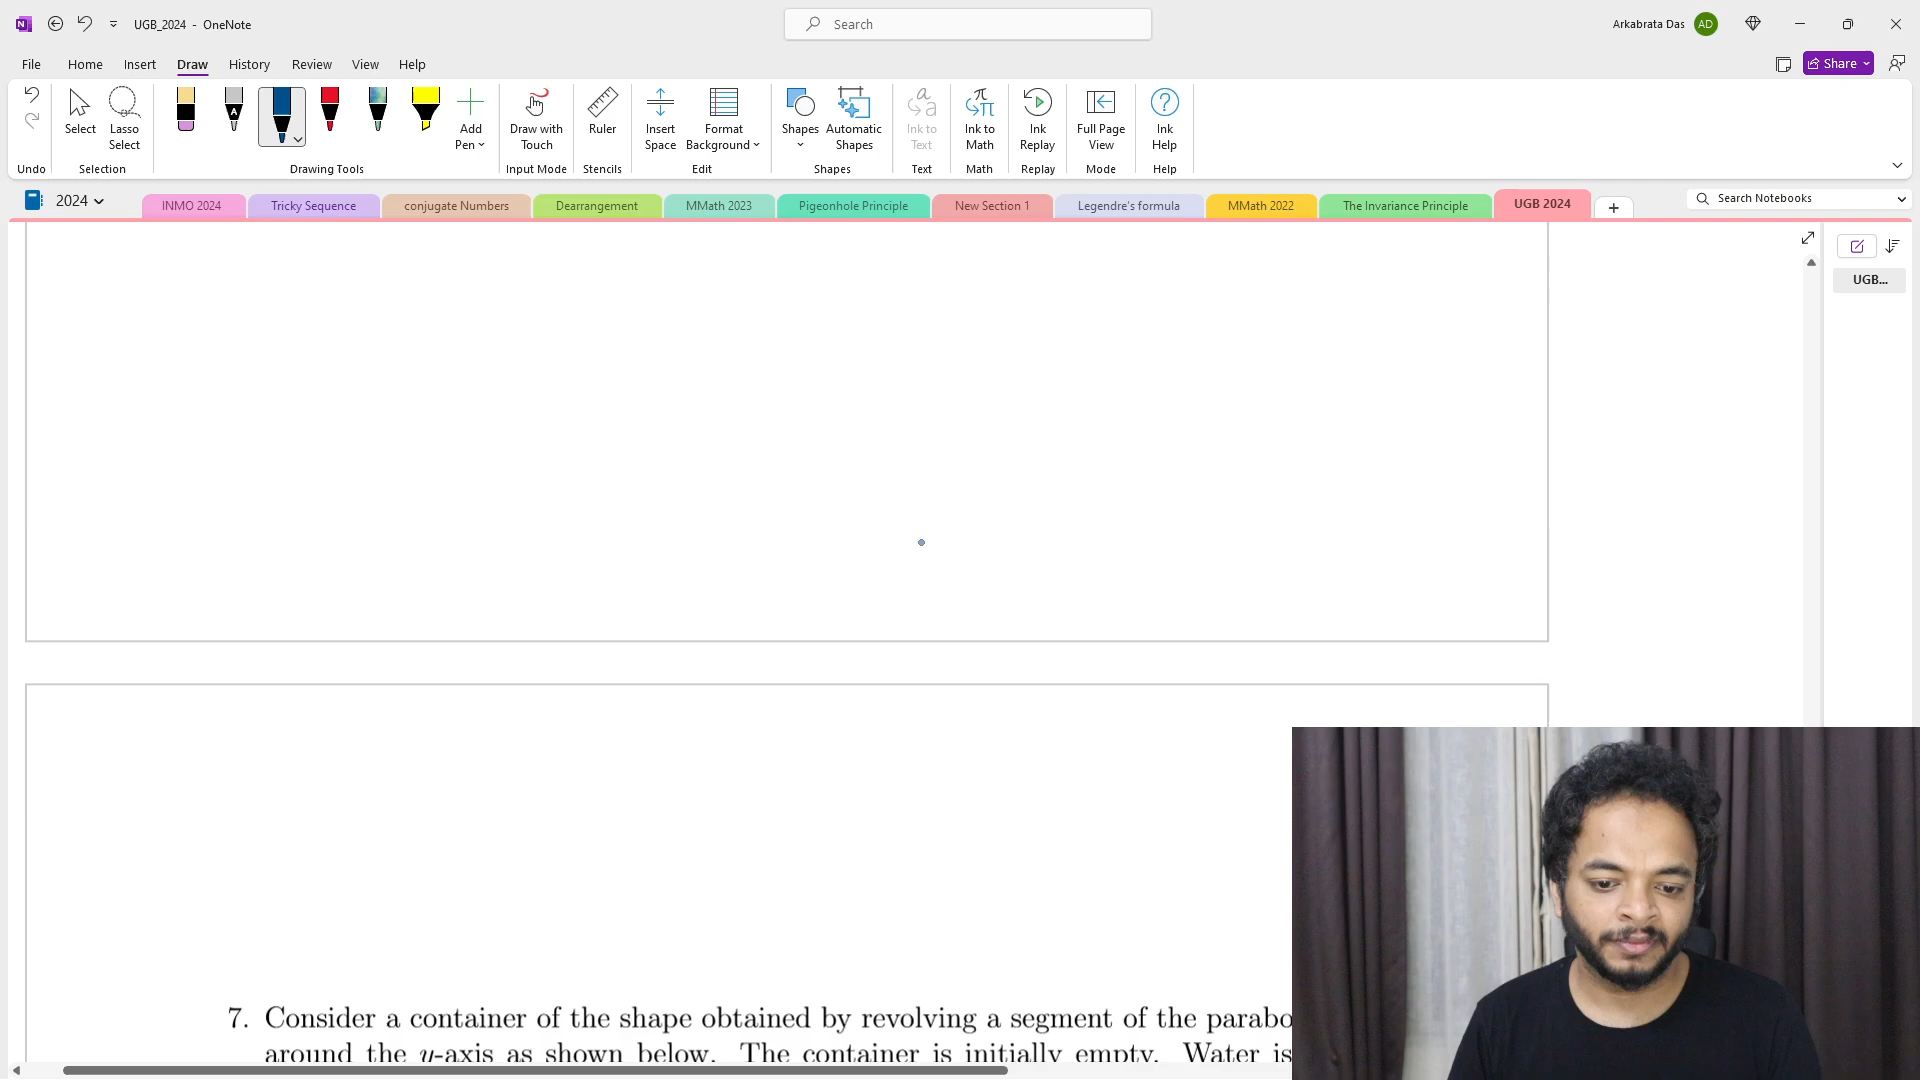 UGB_2024 - OneNote
Search
Arkabrata Das
AD
File
Home
Insert
Draw
History
Review
View
Help
Share
Select
Lasso
Select
A
Add
Pen
Draw with
Touch
Ruler
Insert
Space
Format
Background
Shapes
Automatic
Shapes
Ink to
Text
Ink to
Math
Ink
Replay
Full Page
View
Ink
Help
Undo
Selection
Drawing Tools
Input Mode
Stencils
Edit
Shapes
Text
Math
Replay
Mode
Help
2024
INMO 2024
Tricky Sequence
conjugate Numbers
Dearrangement
MMath 2023
Pigeonhole Principle
New Section 1
Legendre's formula
MMath 2022
The Invariance Principle
UGB 2024
Search Notebooks
UGB...
7. Consider a container of the shape obtained by revolving a segment of the parabo
around the y-axis as shown below. The container is initially empty. Water is